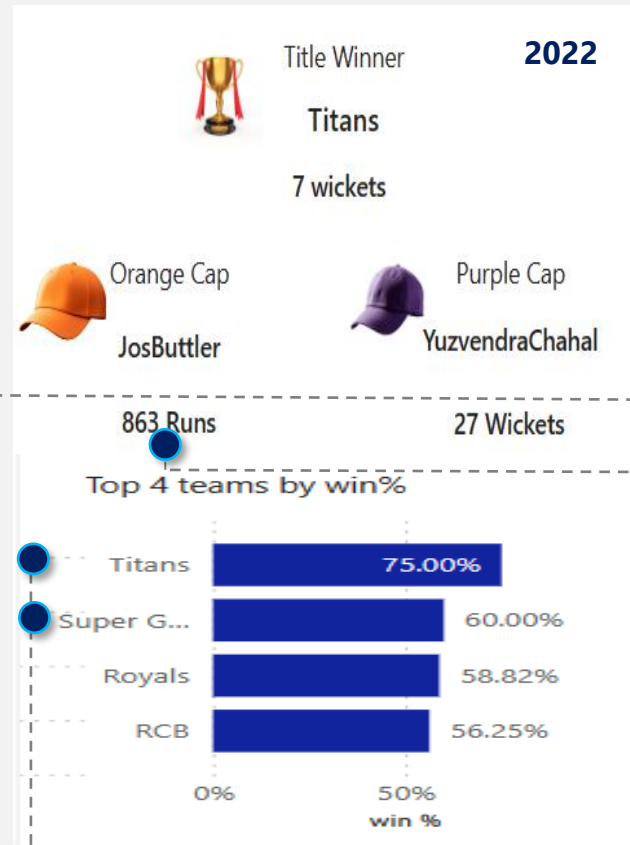 Title Winner
2022
Titans
7 wickets
Orange Cap
Purple Cap
JosButtler
YuzvendraChahal
863 Runs
27 Wickets
Top 4 teams by win%
Titans
75.00%
Super G...
60.00%
Royals
58.82%
RCB
56.25%
0%
50%
win %